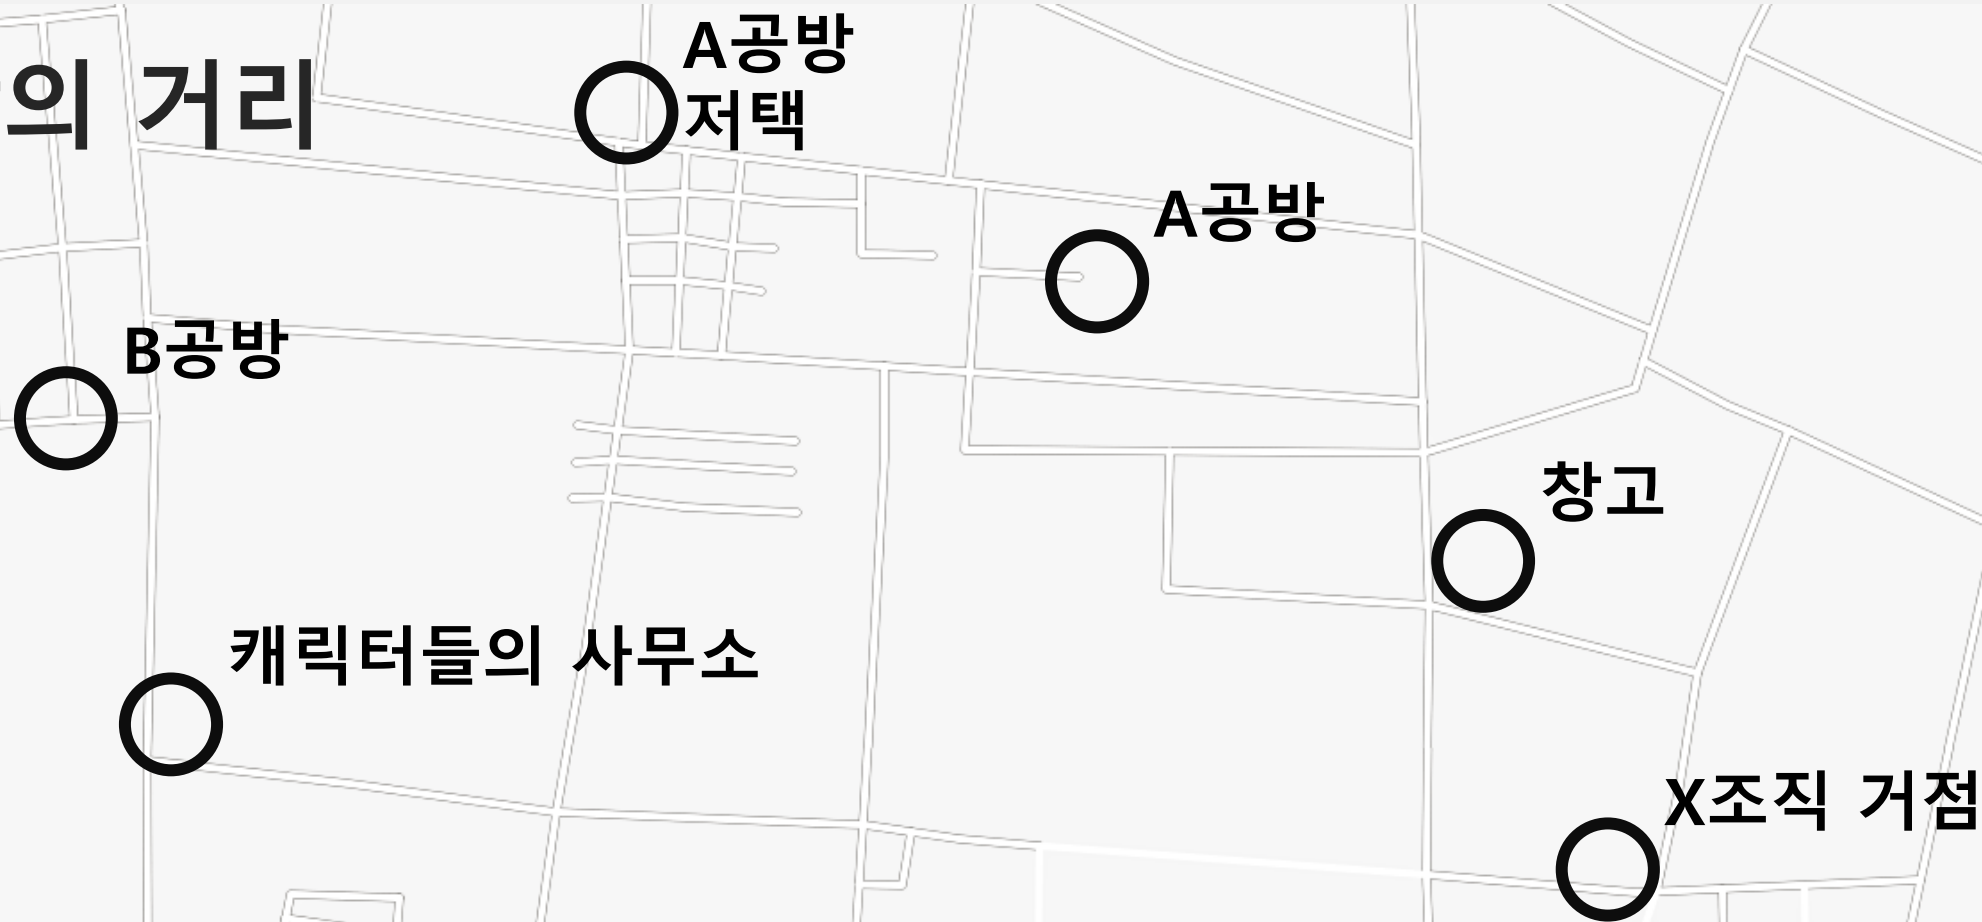 의 거리
A공방
저택
A공방
B공방
창고
캐릭터들의 사무소
X조직 거점